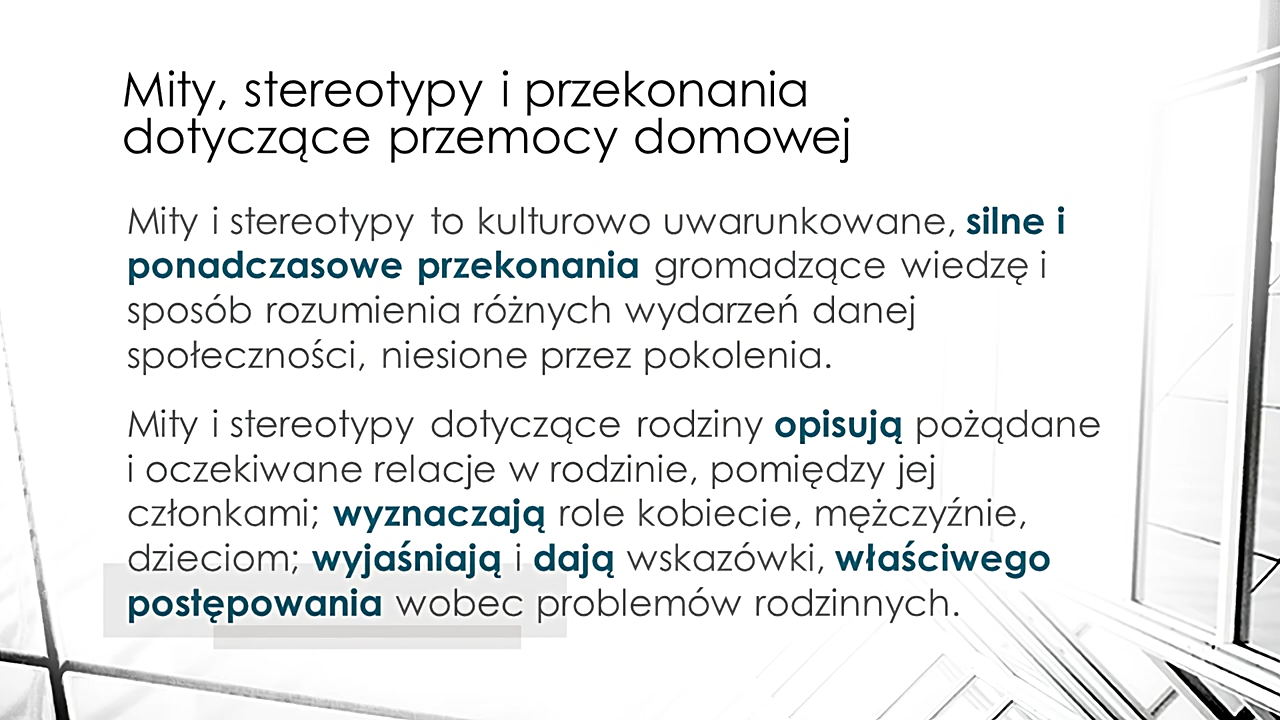 Mity, stereotypy i przekonania
dotyczące przemocy domowej
Mity i stereotypy to kulturowo uwarunkowane, silne i
ponadczasowe przekonania gromadzące wiedzę i
sposób rozumienia różnych wydarzeń danej
społeczności, niesione przez pokolenia.
Mity i stereotypy dotyczące rodziny opisują pożądane
i oczekiwane relacje w rodzinie, pomiędzy jej
członkami; wyznaczają role kobiecie, mężczyźnie,
dzieciom; wyjaśniają i dają wskazówki, właściwego
postępowania wobec problemów rodzinnych.